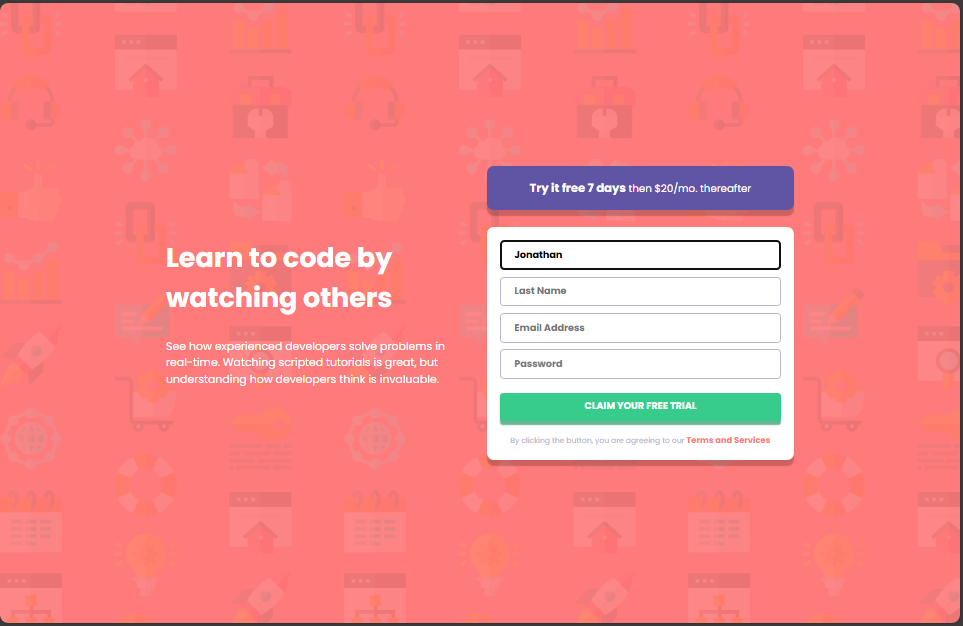 Try it free 7 days then $20/mo. thereafter
Learn to code by
watching others
See how experienced developers solve problems in
real-time. Watching scripted tutorials is great, but
understanding how developers think is invaluable.
Jonathan
Last Name
Email Address
Password
CLAIM YOUR FREE TRIAL
By clicking the button, you are agreeing to our Terms and Services